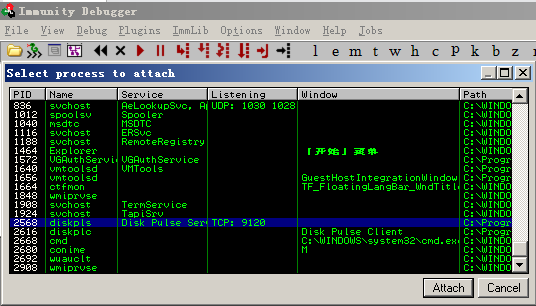 Immunity Debugger
File View Debug Plugins ImmLib Options Window Help Jobs
l e m t w h c p k b z
Select process to attach
PID Name Service Listening Window Path
836 svchost AeLookupSvc, A UDP: 1030 1028 C:\WINDO
1012 spoolsv Spooler C:\WINDO
1040 msdtc MSDTC C:\WINDO
1116 svchost ERSvc C:\WINDO
1188 svchost RemoteRegistry C:\WINDO
1464 Explorer 「开始」菜单 C:\WINDO
1572 VGAuthServic VGAuthService C:\Progr
1640 vmtoolsd VMTools C:\Progr
1656 vmtoolsd GuestHostIntegrationWindow C:\Progr
1664 ctfmon TF_FloatingLangBar_WndTitl C:\WINDO
1848 wmiprvse C:\WINDO
1908 svchost TermService C:\WINDO
1924 svchost TapiSrv C:\WINDO
2568 diskpls Disk Pulse Ser TCP: 9120 C:\Progr
2616 diskplc Disk Pulse Client C:\Progr
2668 cmd C:\WINDOWS\system32\cmd.ex C:\WINDO
2680 conime M C:\WINDO
2692 wuauclt C:\WINDO
2908 wmiprvse C:\WINDO
Attach Cancel